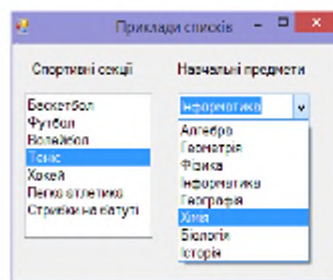 Приклади списків
Спортивні секції
Навчальні предмети
Баскетбол
Футбол
Волейбол
Теніс
Хокей
Легка атлетика
Стрибки на батуті
Інформатика
Алгебра
Геометрія
Фізика
Інформатика
Географія
Хімія
Біологія
Історія